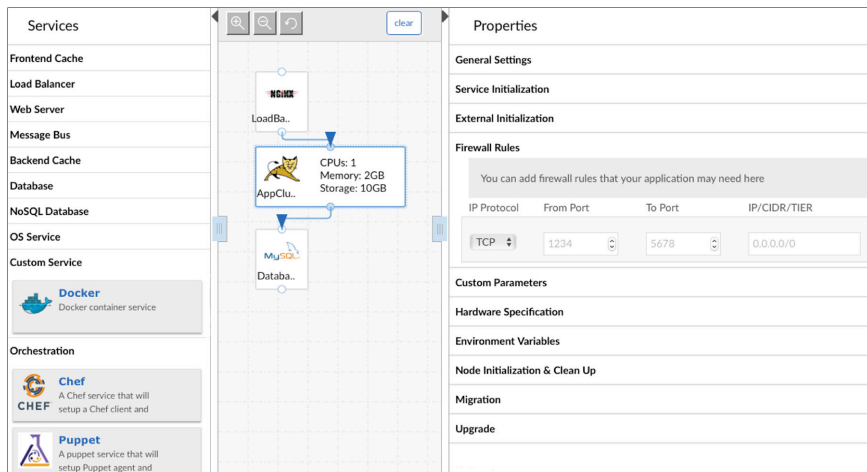 Services
Frontend Cache
Load Balancer
Web Server
Message Bus
Backend Cache
Database
NoSQL Database
OS Service
Custom Service
Docker
Docker container service
Orchestration
CHEF
Chef
A Chef service that will
setup a Chef client and
Puppet
A puppet service that will
setup Puppet agent and
clear
NGiNX
LoadBa..
CPUs: 1
Memory: 2GB
Storage: 10GB
AppClu..
MySQL
Databa..
Properties
General Settings
Service Initialization
External Initialization
Firewall Rules
You can add firewall rules that your application may need here
IP Protocol From Port To Port IP/CIDR/TIER
TCP 1234 5678 0.0.0.0/0
Custom Parameters
Hardware Specification
Environment Variables
Node Initialization & Clean Up
Migration
Upgrade